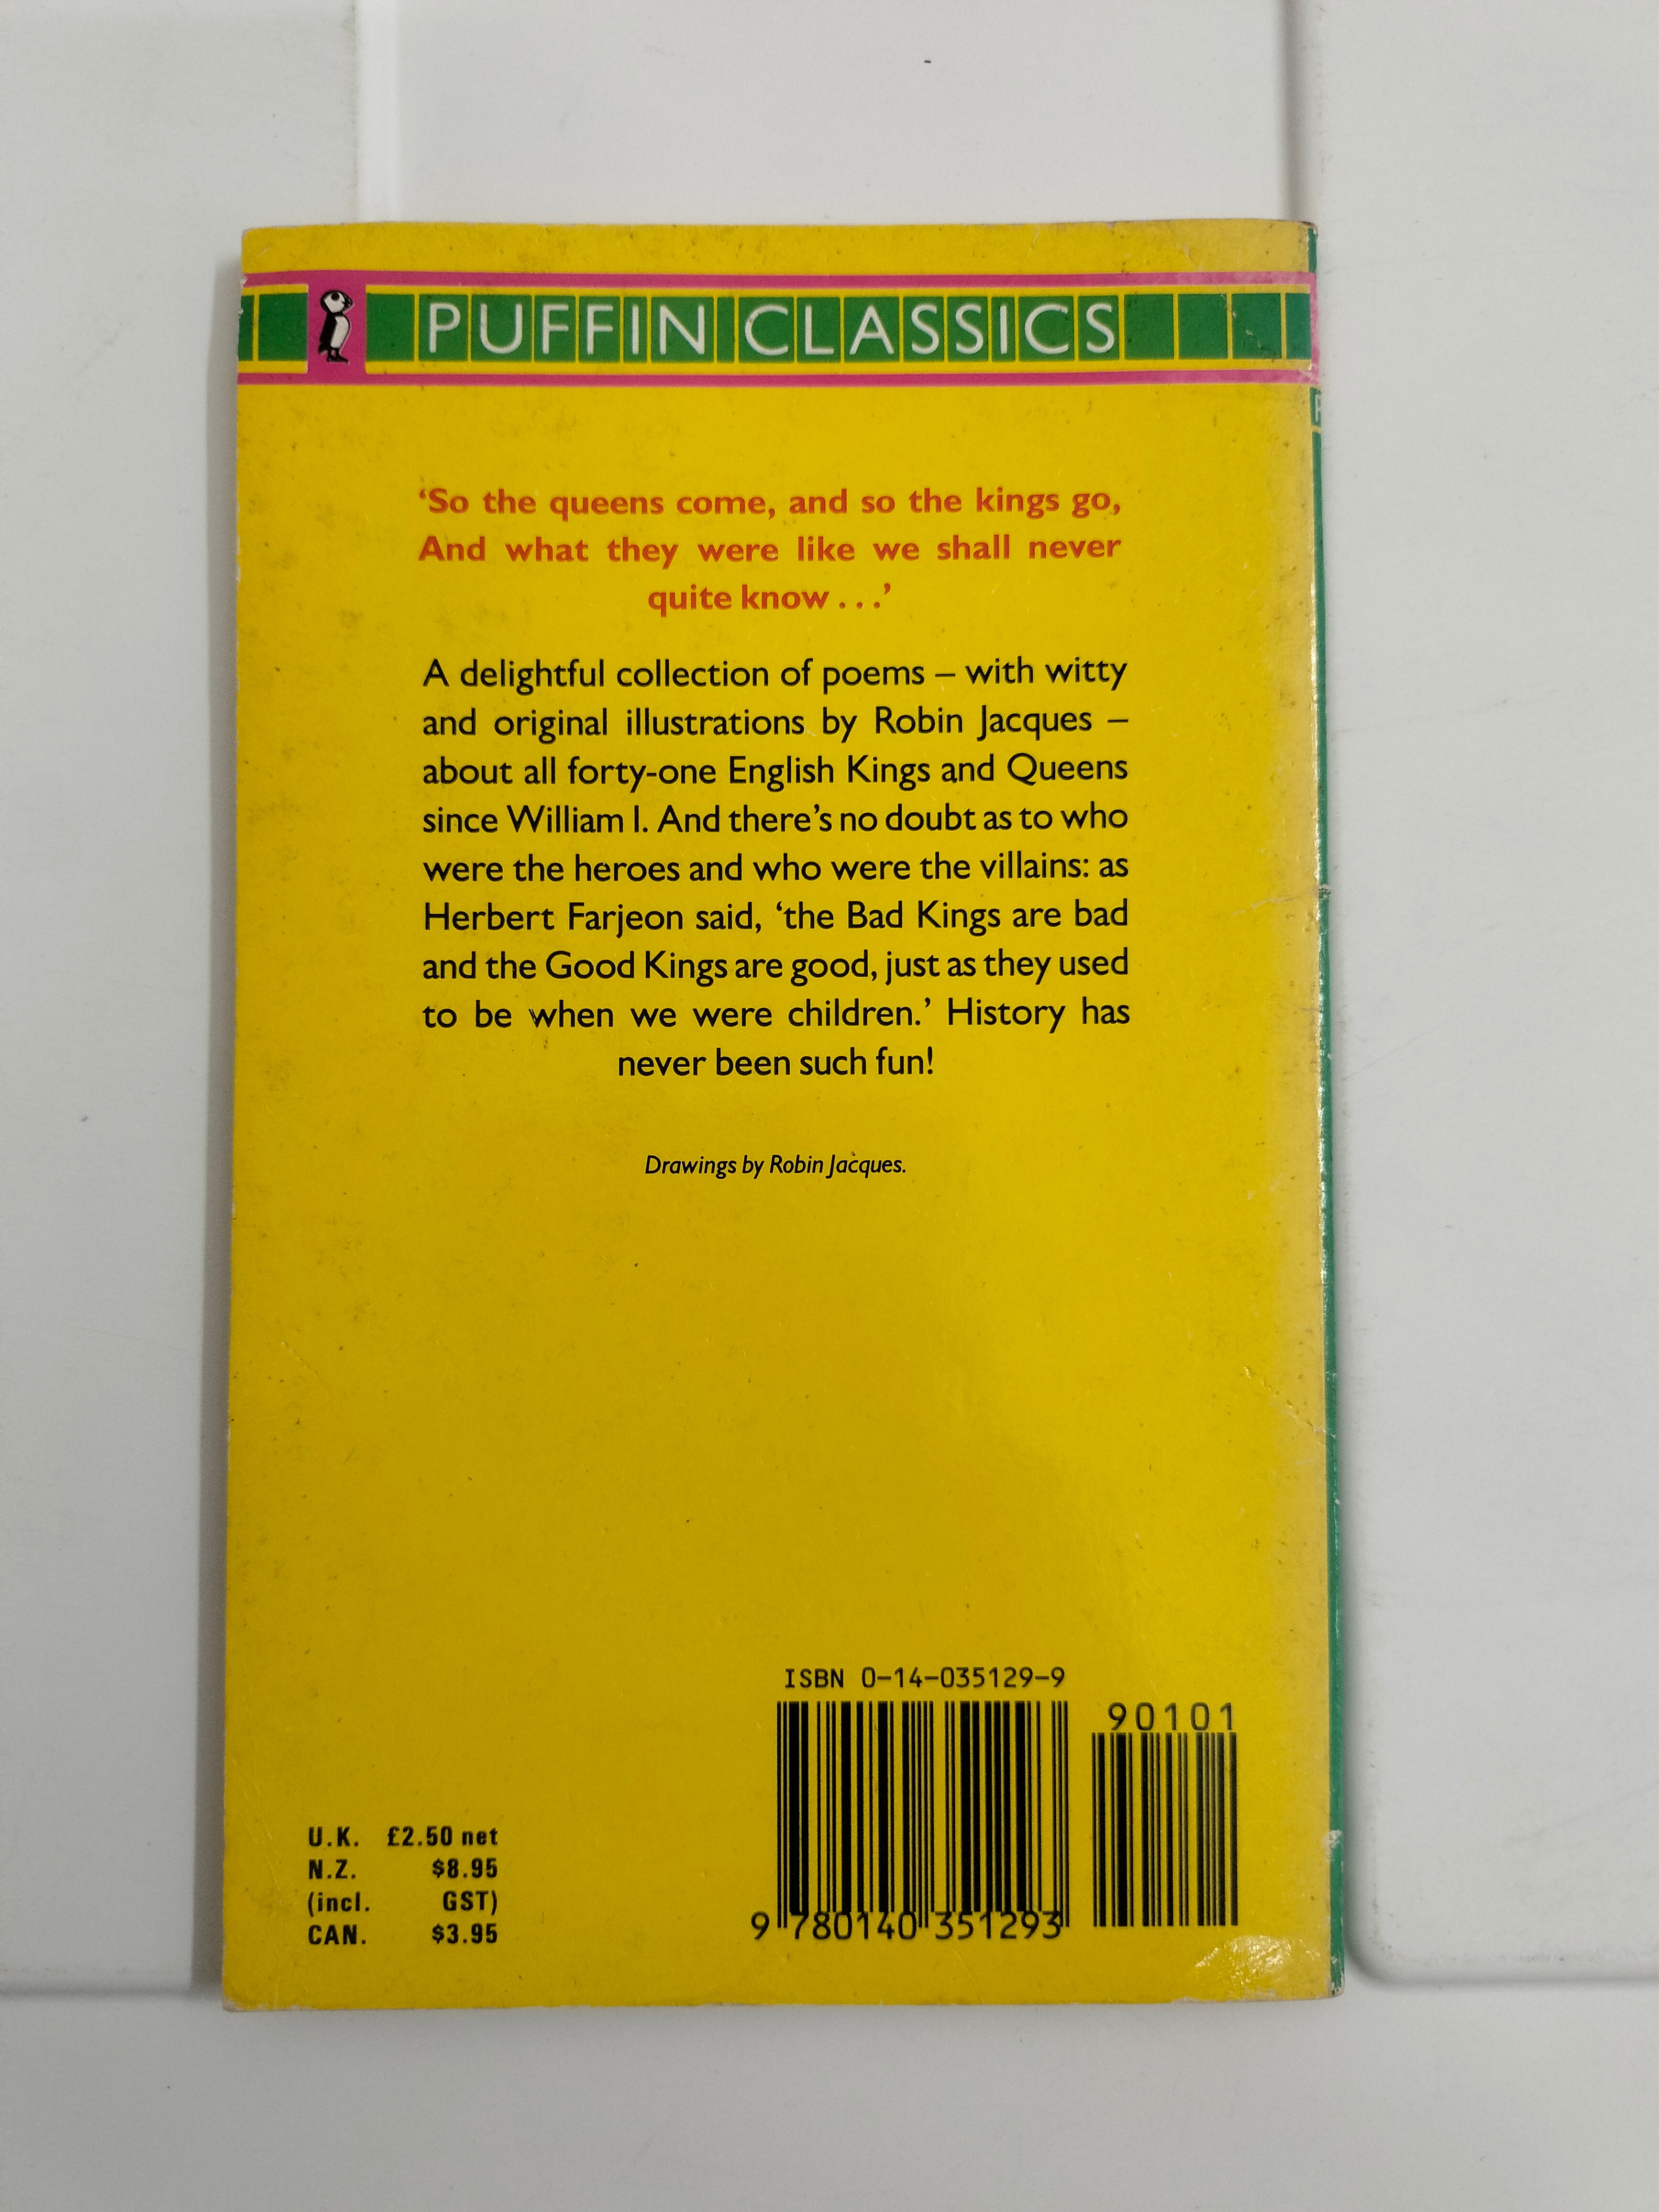 PUFFIN CLASSICS
‘So the queens come, and so the kings go,
And what they were like we shall never
quite know . . .’
A delightful collection of poems – with witty
and original illustrations by Robin Jacques –
about all forty-one English Kings and Queens
since William I. And there’s no doubt as to who
were the heroes and who were the villains: as
Herbert Farjeon said, ‘the Bad Kings are bad
and the Good Kings are good, just as they used
to be when we were children.’ History has
never been such fun!
Drawings by Robin Jacques.
ISBN 0-14-035129-9
90101
9 780140 351293
U.K. £2.50 net
N.Z. $8.95
(incl. GST)
CAN. $3.95